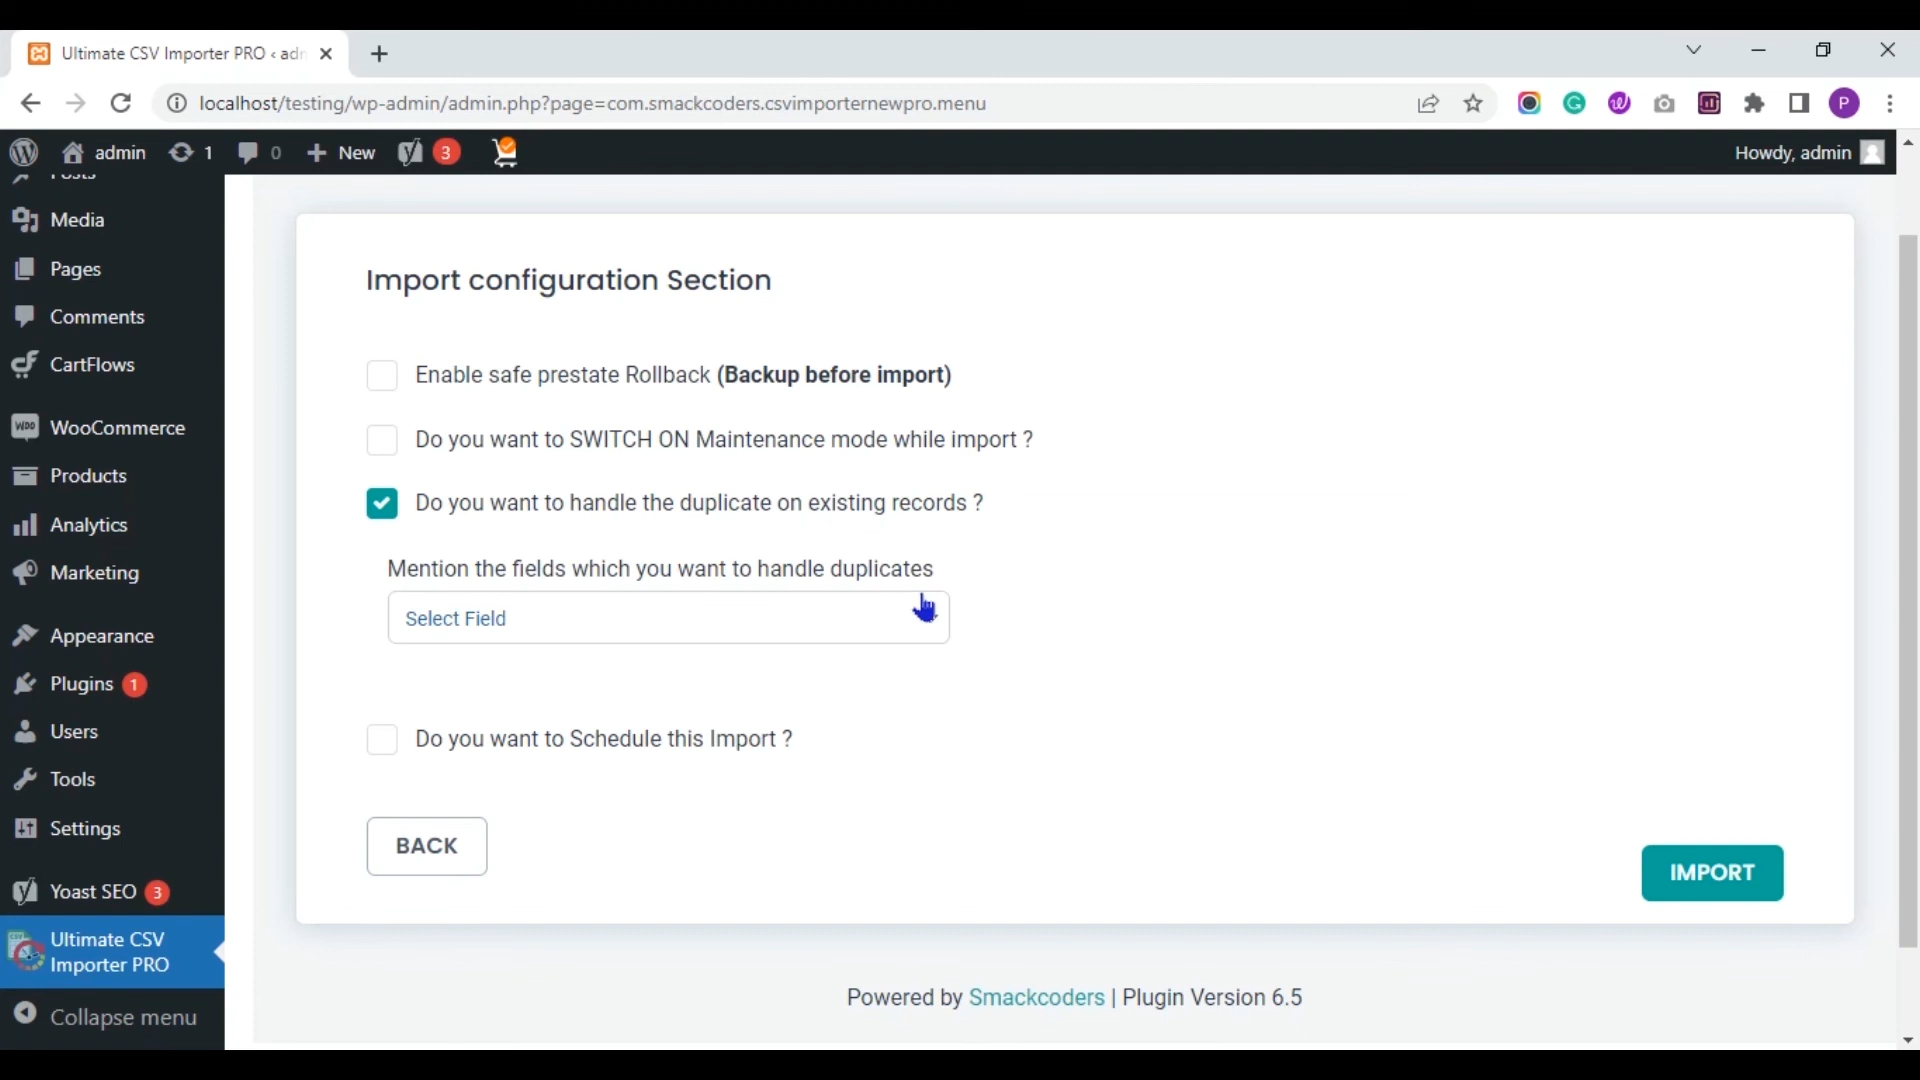 Ultimate CSV Importer PRO ‹ adn
localhost/testing/wp-admin/admin.php?page=com.smackcoders.csvimporternewpro.menu
P
admin
1
0
New
3
Howdy, admin
Posts
Media
Pages
Comments
CartFlows
WooCommerce
Products
Analytics
Marketing
Appearance
Plugins 1
Users
Tools
Settings
Yoast SEO 3
Ultimate CSV
Importer PRO
Collapse menu
Import configuration Section
Enable safe prestate Rollback (Backup before import)
Do you want to SWITCH ON Maintenance mode while import ?
Do you want to handle the duplicate on existing records ?
Mention the fields which you want to handle duplicates
Select Field
Do you want to Schedule this Import ?
BACK
IMPORT
Powered by Smackcoders | Plugin Version 6.5